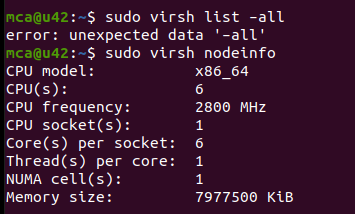 mca@u42:~$ sudo virsh list –all
error: unexpected data '–all'
mca@u42:~$ sudo virsh nodeinfo
CPU model:           x86_64
CPU(s):              6
CPU frequency:       2800 MHz
CPU socket(s):       1
Core(s) per socket:  6
Thread(s) per core:  1
NUMA cell(s):        1
Memory size:         7977500 KiB